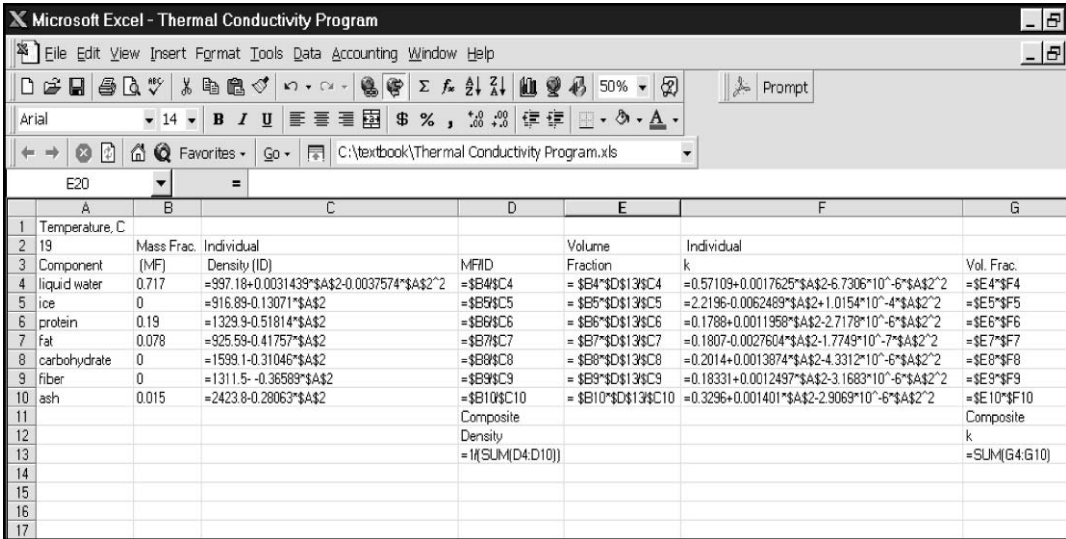 Microsoft Excel - Thermal Conductivity Program
File Edit View Insert Format Tools Data Accounting Window Help
50% Prompt
Arial 14 B I U $ % ,
Favorites Go C:\textbook\Thermal Conductivity Program.xls
E20 =
A B C D E F G
1 Temperature, C
2 19 Mass Frac. Individual Volume Individual
3 Component (MF) Density (ID) MF/ID Fraction k Vol. Frac.
4 liquid water 0.717 =997.18+0.0031439*$A$2-0.0037574*$A$2^2 =$B4/$C4 = $B4*$D$13/$C4 =0.57109+0.0017625*$A$2-6.7306*10^-6*$A$2^2 =$E4*$F4
5 ice 0 =916.89-0.13071*$A$2 =$B5/$C5 = $B5*$D$13/$C5 =2.2196-0.0062489*$A$2+1.0154*10^-4*$A$2^2 =$E5*$F5
6 protein 0.19 =1329.9-0.51814*$A$2 =$B6/$C6 = $B6*$D$13/$C6 =0.1788+0.0011958*$A$2-2.7178*10^-6*$A$2^2 =$E6*$F6
7 fat 0.078 =925.59-0.41757*$A$2 =$B7/$C7 = $B7*$D$13/$C7 =0.1807-0.0027604*$A$2-1.7749*10^-7*$A$2^2 =$E7*$F7
8 carbohydrate 0 =1599.1-0.31046*$A$2 =$B8/$C8 = $B8*$D$13/$C8 =0.2014+0.0013874*$A$2-4.3312*10^-6*$A$2^2 =$E8*$F8
9 fiber 0 =1311.5- -0.36589*$A$2 =$B9/$C9 = $B9*$D$13/$C9 =0.18331+0.0012497*$A$2-3.1683*10^-6*$A$2^2 =$E9*$F9
10 ash 0.015 =2423.8-0.28063*$A$2 =$B10/$C10 = $B10*$D$13/$C10 =0.3296+0.001401*$A$2-2.9069*10^-6*$A$2^2 =$E10*$F10
11 Composite Composite
12 Density k
13 =1/(SUM(D4:D10)) =SUM(G4:G10)
14
15
16
17